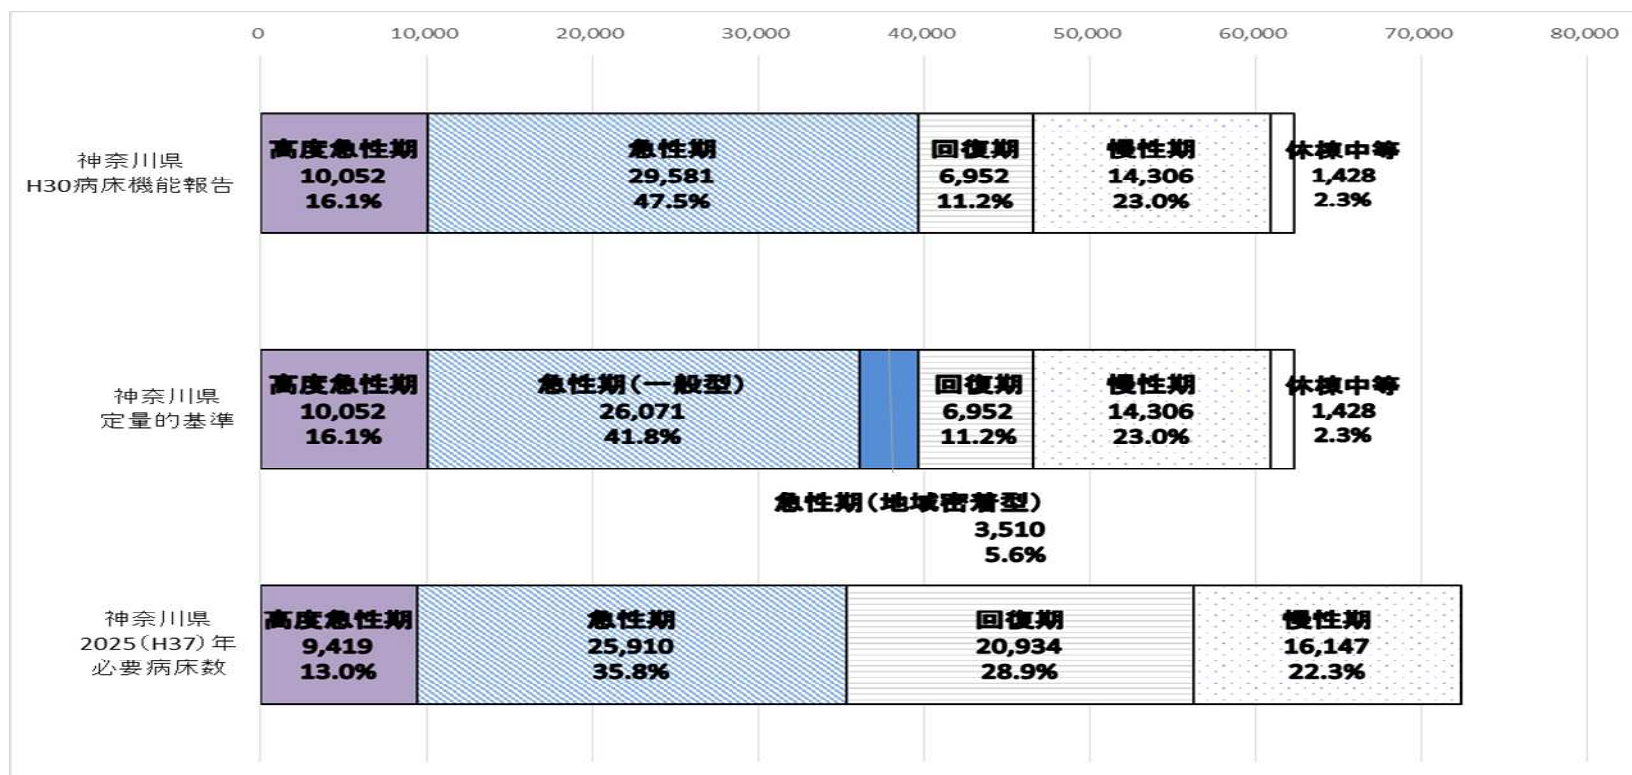 0 10,000 20,000 30,000 40,000 50,000 60,000 70,000 80,000
神奈川県
H30病床機能報告
高度急性期
10,052
16.1%
急性期
29,581
47.5%
回復期
6,952
11.2%
慢性期
14,306
23.0%
休棟中等
1,428
2.3%
神奈川県
定量的基準
高度急性期
10,052
16.1%
急性期(一般型)
26,071
41.8%
回復期
6,952
11.2%
慢性期
14,306
23.0%
休棟中等
1,428
2.3%
急性期(地域密着型)
3,510
5.6%
神奈川県
2025(H37)年
必要病床数
高度急性期
9,419
13.0%
急性期
25,910
35.8%
回復期
20,934
28.9%
慢性期
16,147
22.3%